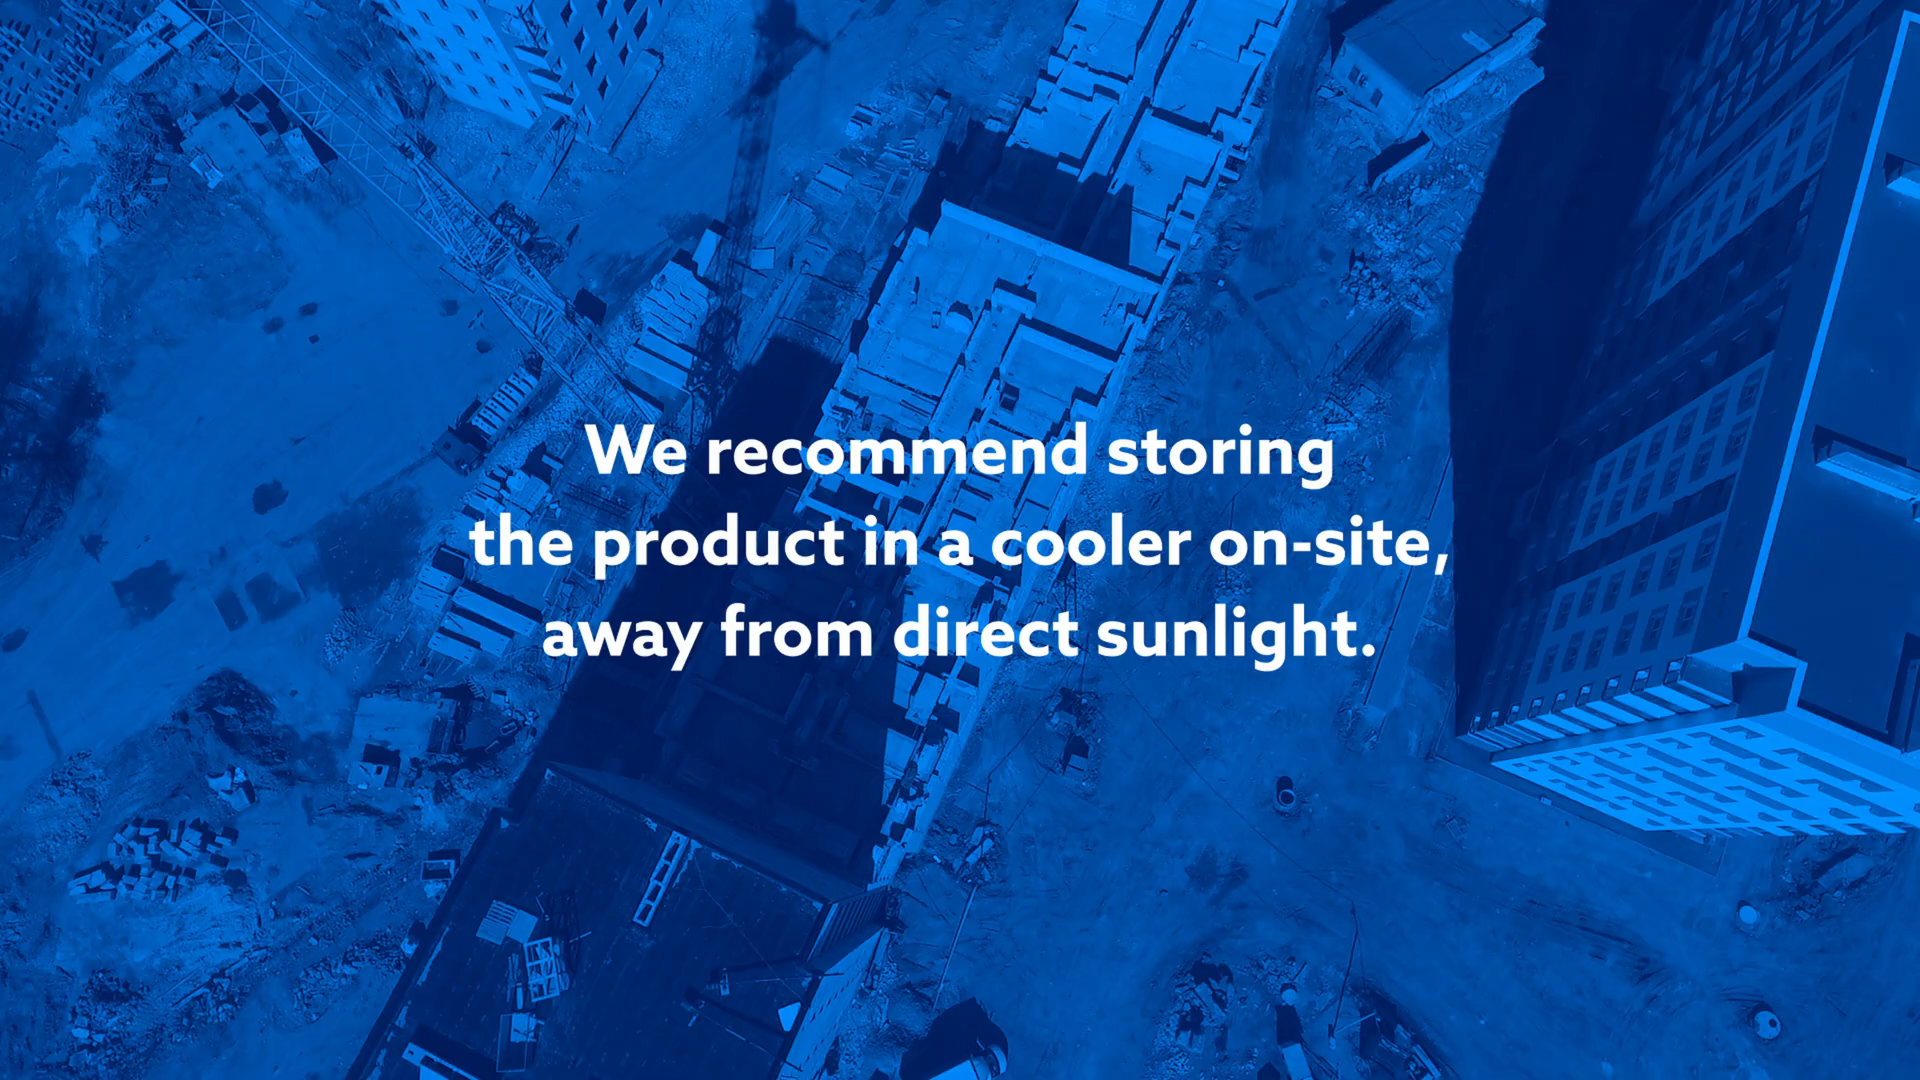 We recommend storing
the product in a cooler on-site,
away from direct sunlight.